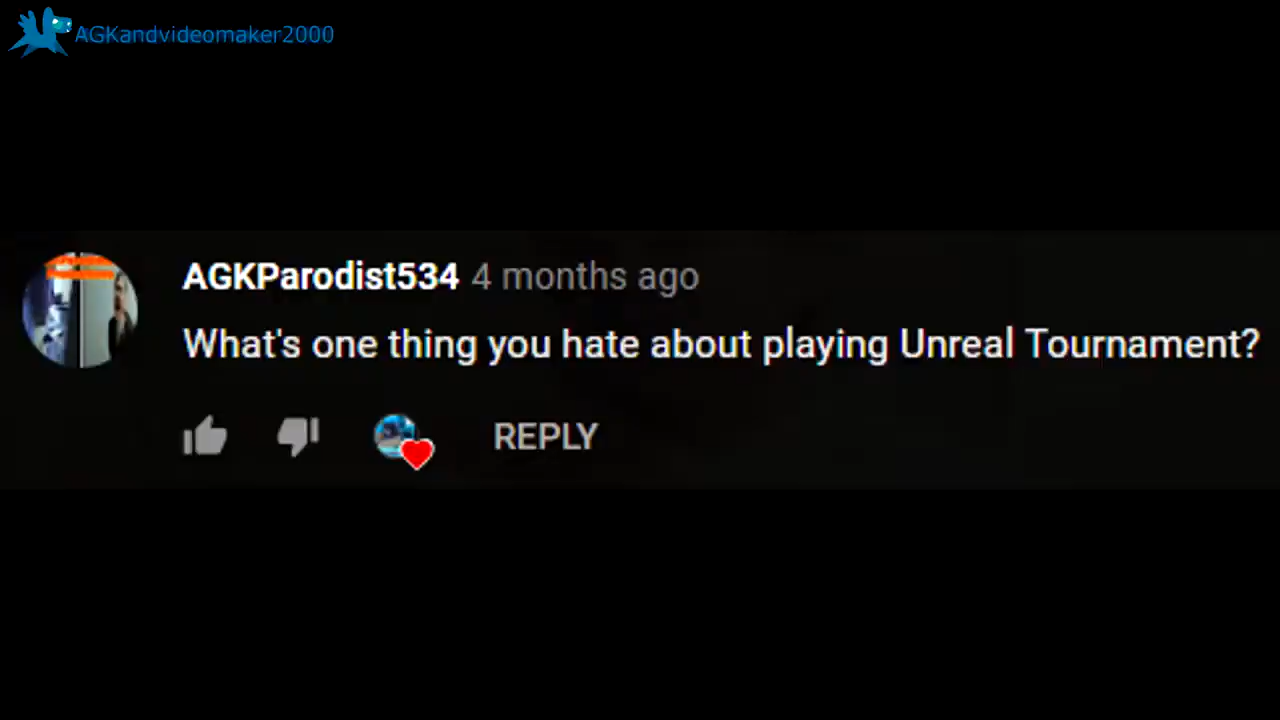 AGKandvideomaker2000
AGKParodist534 4 months ago
What's one thing you hate about playing Unreal Tournament?
REPLY